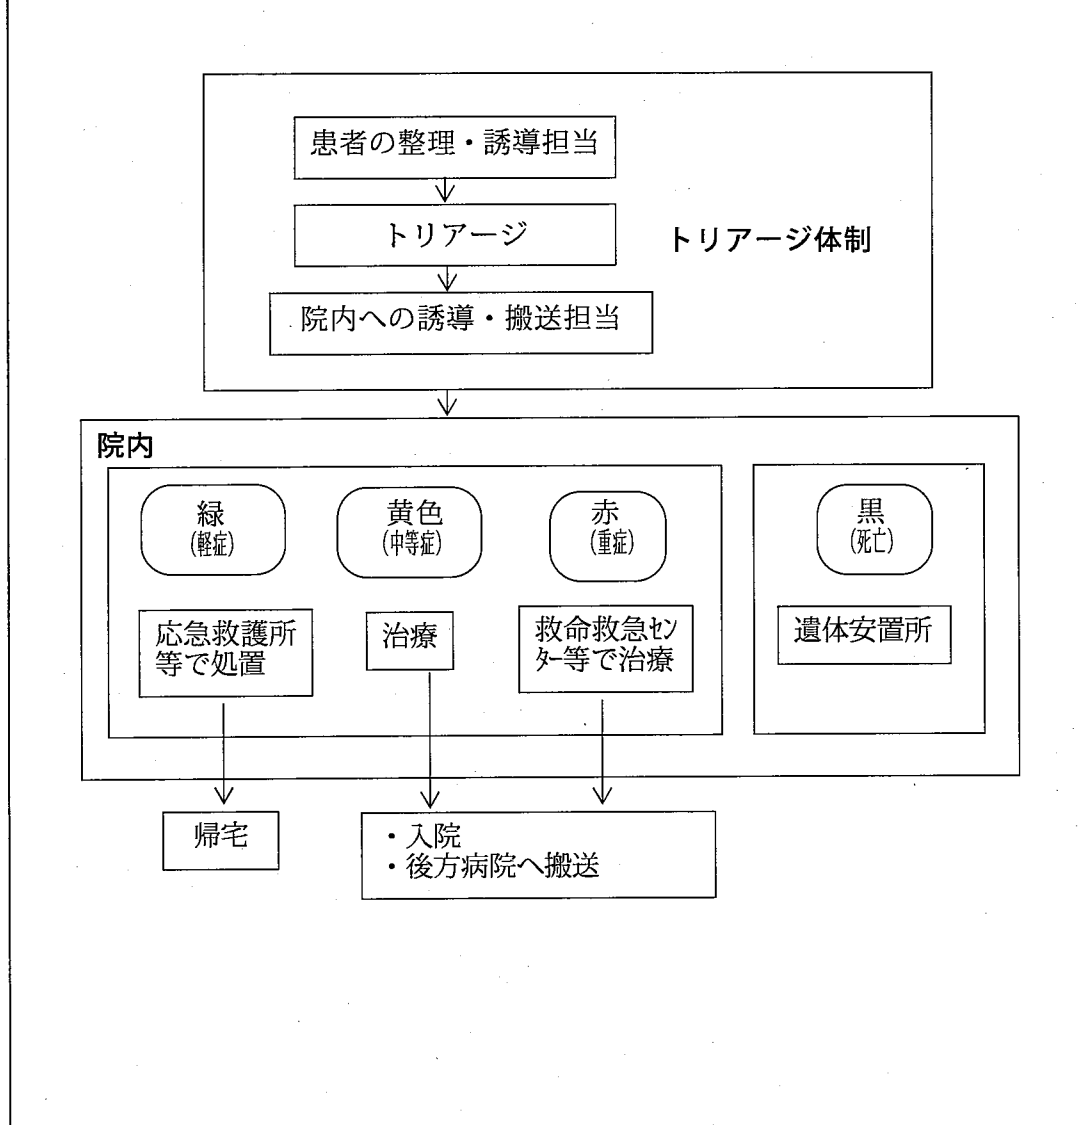 患者の整理・誘導担当
トリアージ
院内への誘導・搬送担当
トリアージ体制
院内
緑
(軽症)
応急救護所
等で処置
黄色
(中等症)
治療
赤
(重症)
救命救急ｾﾝ
ﾀｰ等で治療
黒
(死亡)
遺体安置所
帰宅
・入院
・後方病院へ搬送